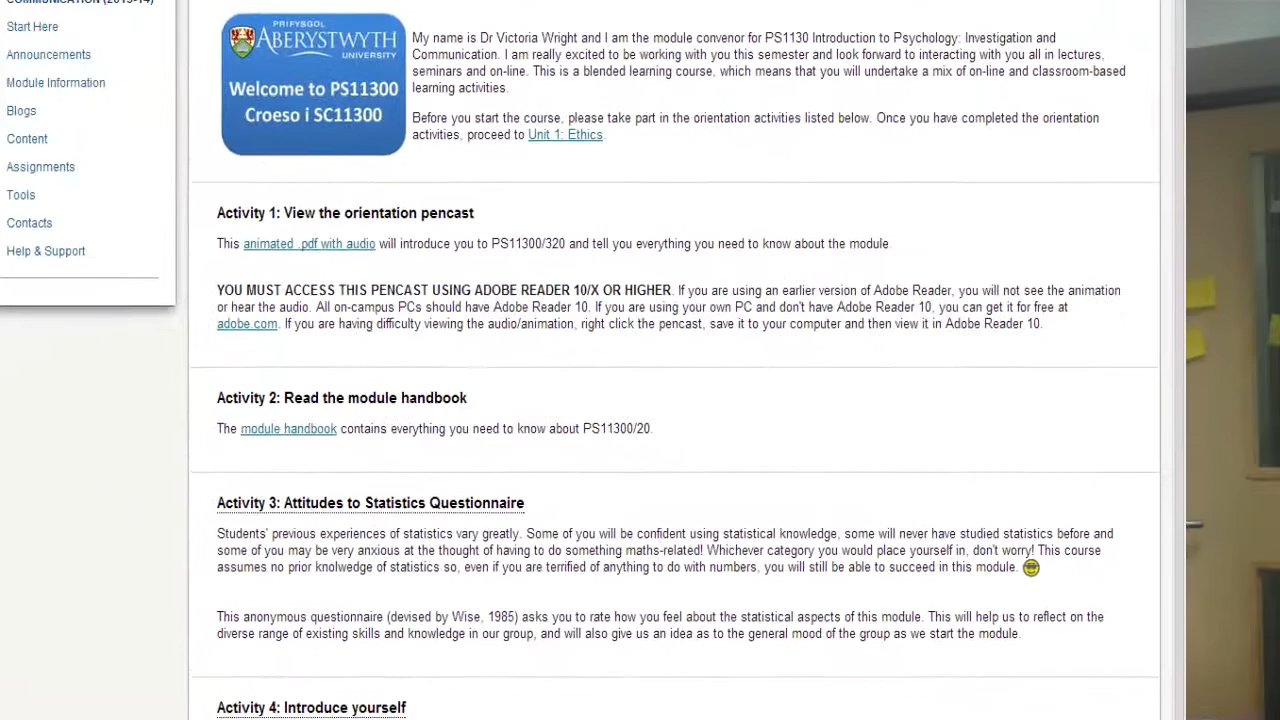 COMMUNICATION (2013-14)
Start Here
Announcements
Module Information
Blogs
Content
Assignments
Tools
Contacts
Help & Support
PRIFYSGOL
ABERYSTWYTH
UNIVERSITY
Welcome to PS11300
Croeso i SC11300
My name is Dr Victoria Wright and I am the module convenor for PS1130 Introduction to Psychology: Investigation and
Communication. I am really excited to be working with you this semester and look forward to interacting with you all in lectures,
seminars and on-line. This is a blended learning course, which means that you will undertake a mix of on-line and classroom-based
learning activities.
Before you start the course, please take part in the orientation activities listed below. Once you have completed the orientation
activities, proceed to Unit 1: Ethics.
Activity 1: View the orientation pencast
This animated .pdf with audio will introduce you to PS11300/320 and tell you everything you need to know about the module.
YOU MUST ACCESS THIS PENCAST USING ADOBE READER 10/X OR HIGHER. If you are using an earlier version of Adobe Reader, you will not see the animation
or hear the audio. All on-campus PCs should have Adobe Reader 10. If you are using your own PC and don't have Adobe Reader 10, you can get it for free at
adobe.com. If you are having difficulty viewing the audio/animation, right click the pencast, save it to your computer and then view it in Adobe Reader 10.
Activity 2: Read the module handbook
The module handbook contains everything you need to know about PS11300/20.
Activity 3: Attitudes to Statistics Questionnaire
Students' previous experiences of statistics vary greatly. Some of you will be confident using statistical knowledge, some will never have studied statistics before and
some of you may be very anxious at the thought of having to do something maths-related! Whichever category you would place yourself in, don't worry! This course
assumes no prior knolwedge of statistics so, even if you are terrified of anything to do with numbers, you will still be able to succeed in this module.
This anonymous questionnaire (devised by Wise, 1985) asks you to rate how you feel about the statistical aspects of this module. This will help us to reflect on the
diverse range of existing skills and knowledge in our group, and will also give us an idea as to the general mood of the group as we start the module.
Activity 4: Introduce yourself